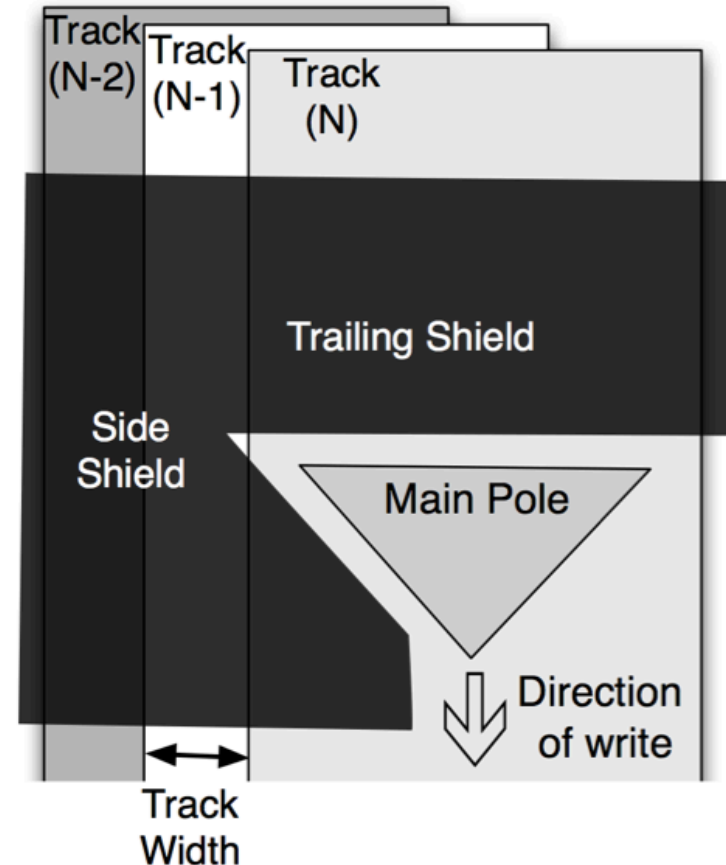 Track
(N-2)
Track
(N-1)
Track
(N)
Trailing Shield
Side
Shield
Main Pole
Direction
of write
Track
Width